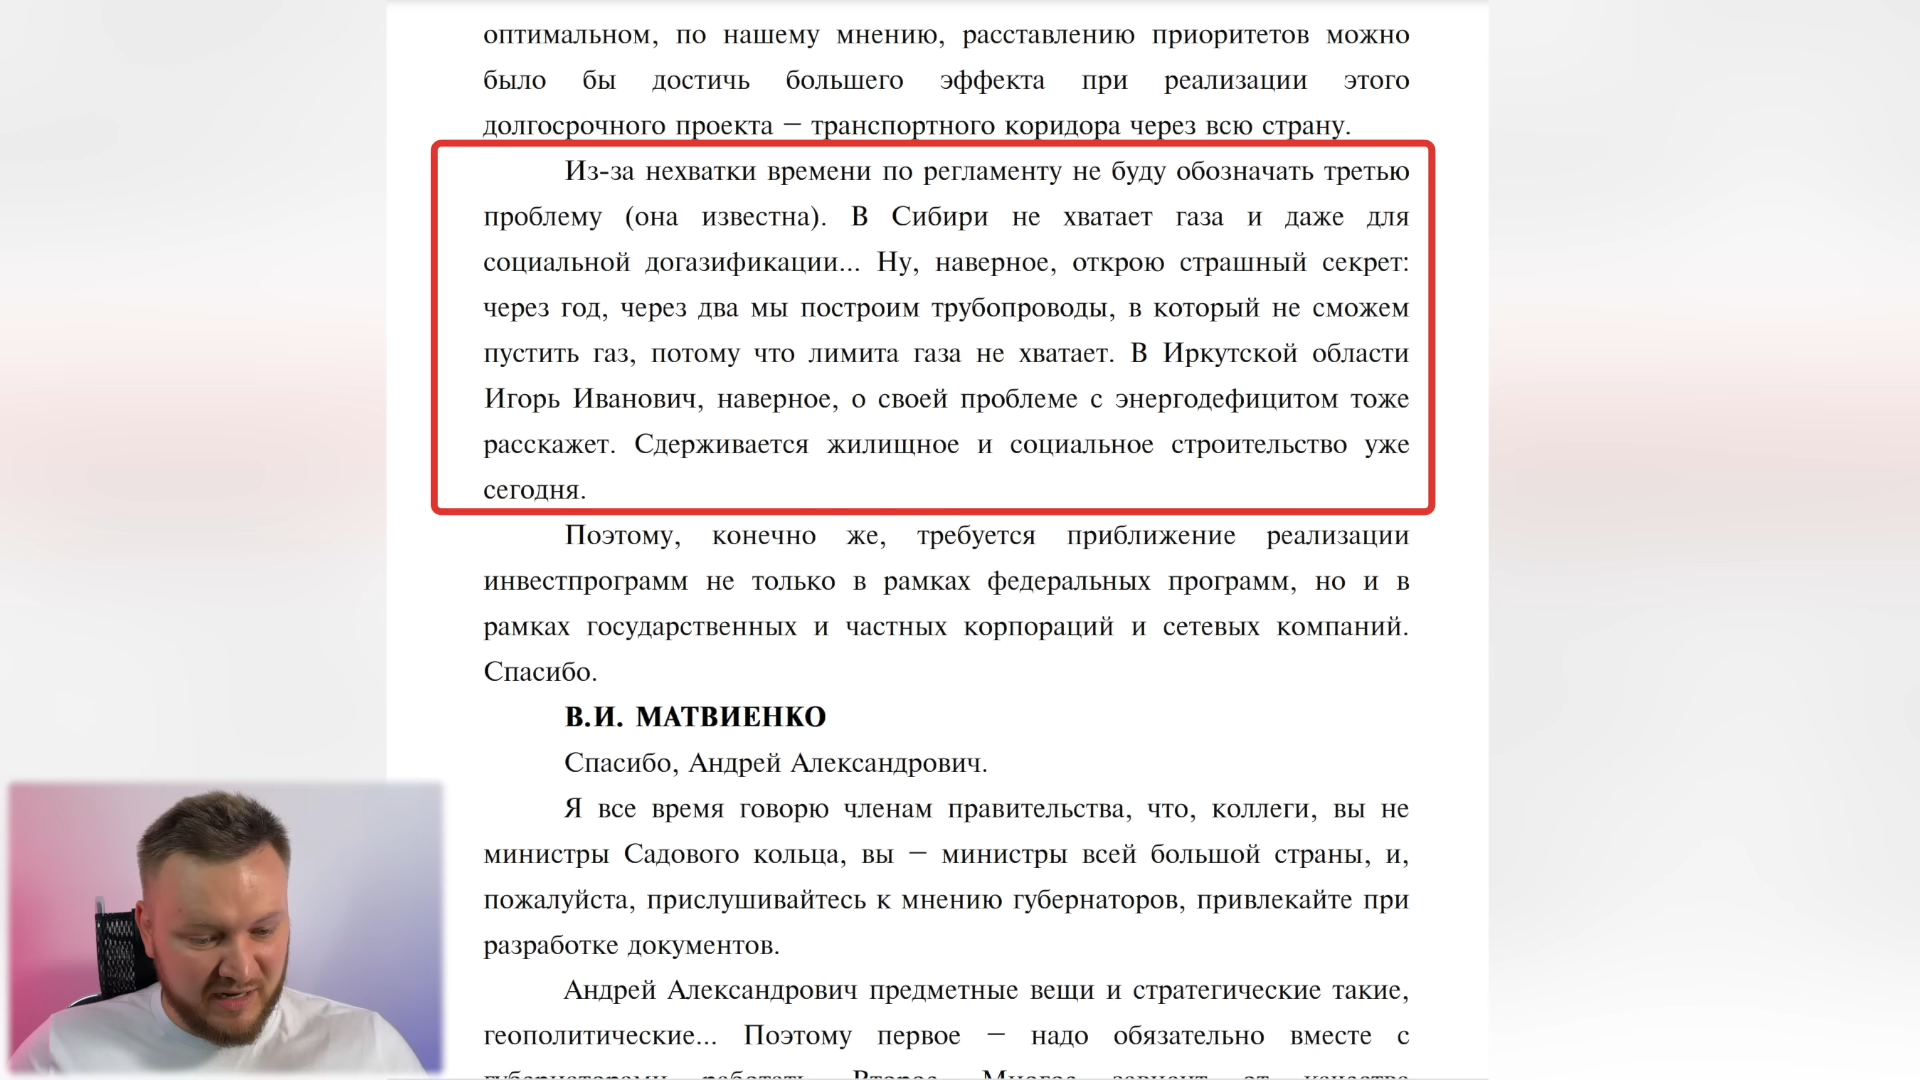 оптимальном, по нашему мнению, расставлению приоритетов можно
было бы достичь большего эффекта при реализации этого
долгосрочного проекта – транспортного коридора через всю страну.
Из-за нехватки времени по регламенту не буду обозначать третью
проблему (она известна). В Сибири не хватает газа и даже для
социальной догазификации... Ну, наверное, открою страшный секрет:
через год, через два мы построим трубопроводы, в который не сможем
пустить газ, потому что лимита газа не хватает. В Иркутской области
Игорь Иванович, наверное, о своей проблеме с энергодефицитом тоже
расскажет. Сдерживается жилищное и социальное строительство уже
сегодня.
Поэтому, конечно же, требуется приближение реализации
инвестпрограмм не только в рамках федеральных программ, но и в
рамках государственных и частных корпораций и сетевых компаний.
Спасибо.
В.И. МАТВИЕНКО
Спасибо, Андрей Александрович.
Я все время говорю членам правительства, что, коллеги, вы не
министры Садового кольца, вы – министры всей большой страны, и,
пожалуйста, прислушивайтесь к мнению губернаторов, привлекайте при
разработке документов.
Андрей Александрович предметные вещи и стратегические такие,
геополитические... Поэтому первое – надо обязательно вместе с
губернаторами работать. Второе. Многое зависит от качества